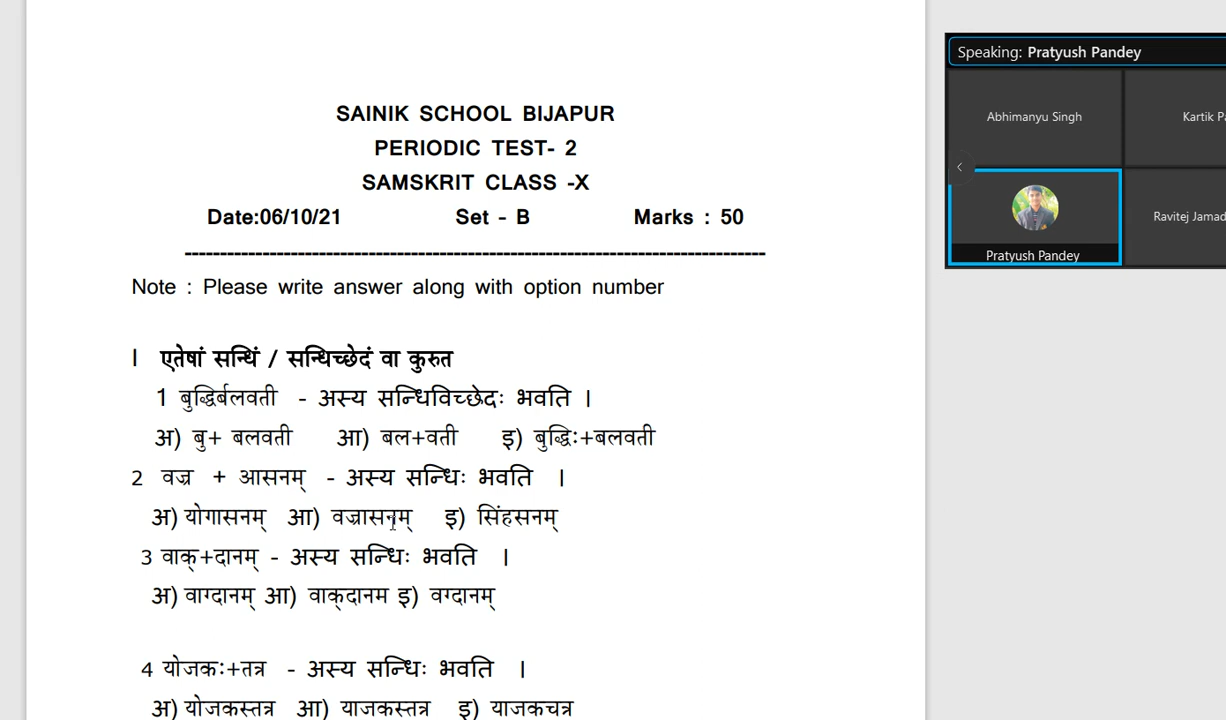 SAINIK SCHOOL BIJAPUR
PERIODIC TEST- 2
SAMSKRIT CLASS -X
Date:06/10/21 Set - B Marks : 50
--------------------------------------------------------------------------------
Note : Please write answer along with option number
I एतेषां सन्धिं / सन्धिच्छेदं वा कुरुत
1 बुद्धिर्बलवती - अस्य सन्धिविच्छेदः भवति ।
अ) बु+ बलवती आ) बल+वती इ) बुद्धिः+बलवती
2 वज्र + आसनम् - अस्य सन्धिः भवति ।
अ) योगासनम् आ) वज्रासनम् इ) सिंहसनम्
3 वाक्+दानम् - अस्य सन्धिः भवति ।
अ) वाग्दानम् आ) वाक्दानम इ) वग्दानम्
4 योजकः+तत्र - अस्य सन्धिः भवति ।
अ) योजकस्तत्र आ) याजकस्तत्र इ) याजकचत्र
Speaking: Pratyush Pandey
Abhimanyu Singh
Kartik P
Pratyush Pandey
Ravitej Jamad